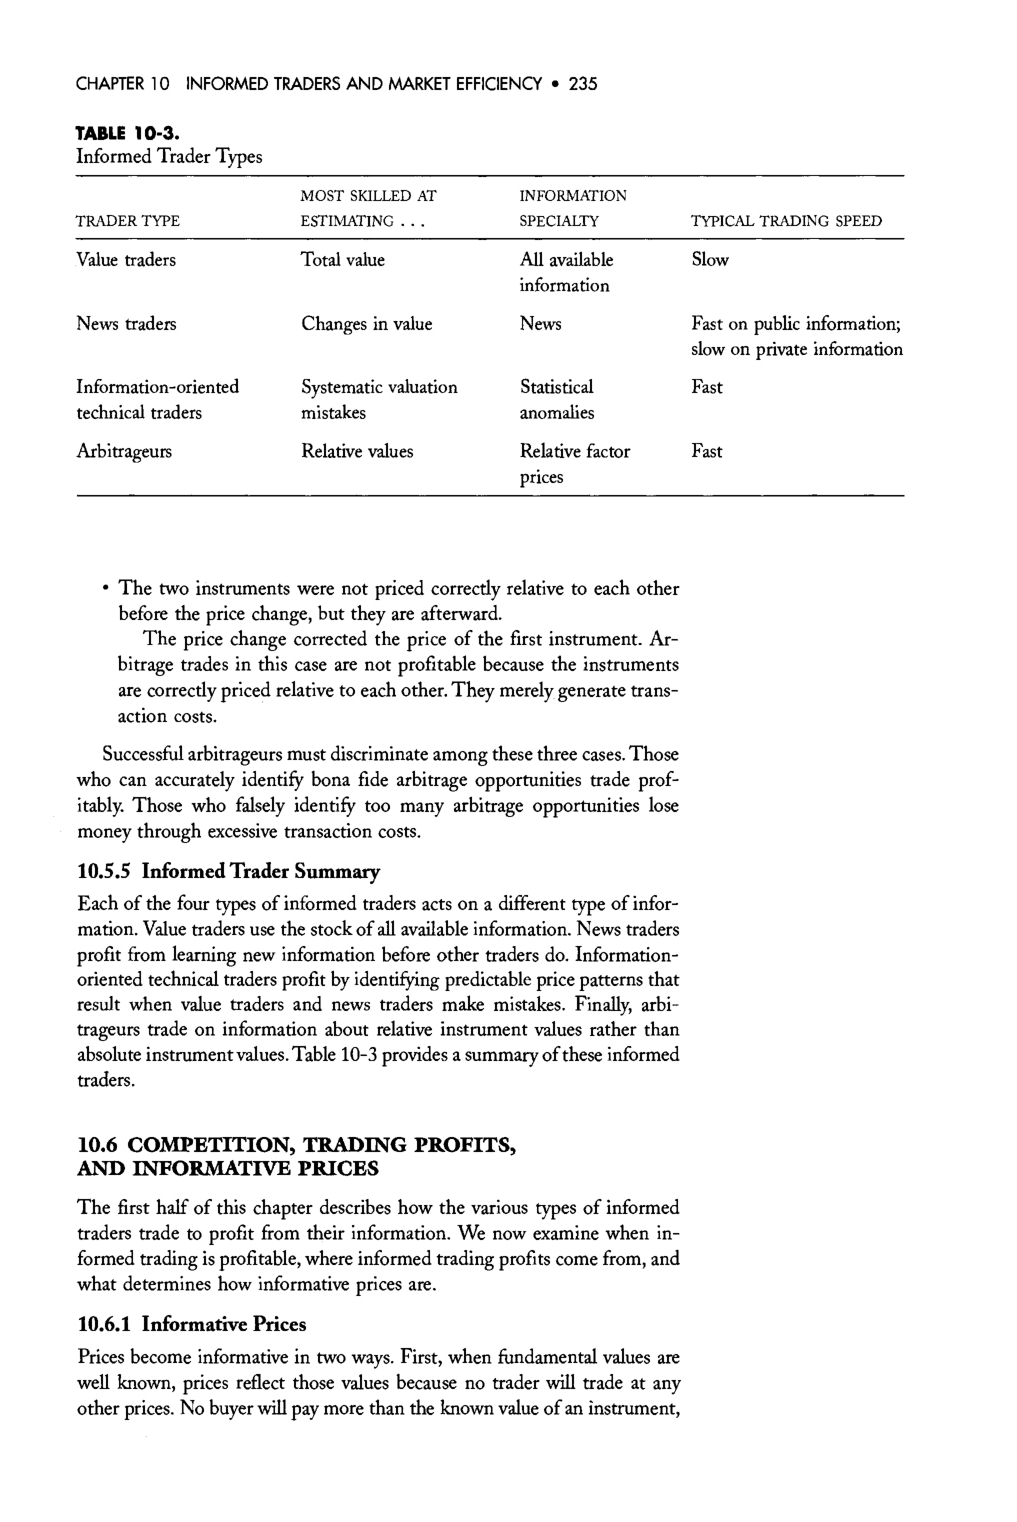 CHAPTER 10 INFORMED TRADERS AND MARKET EFFICIENCY • 235
TABLE 10-3.
Informed Trader Types
MOST SKILLED AT INFORMATION
TRADER TYPE ESTIMATING . . . SPECIALTY TYPICAL TRADING SPEED
Value traders Total value All available Slow
information
News traders Changes in value News Fast on public information;
slow on private information
Information-oriented Systematic valuation Statistical Fast
technical traders mistakes anomalies
Arbitrageurs Relative values Relative factor Fast
prices
• The two instruments were not priced correctly relative to each other
before the price change, but they are afterward.
The price change corrected the price of the first instrument. Ar-
bitrage trades in this case are not profitable because the instruments
are correctly priced relative to each other. They merely generate trans-
action costs.
Successful arbitrageurs must discriminate among these three cases. Those
who can accurately identify bona fide arbitrage opportunities trade prof-
itably. Those who falsely identify too many arbitrage opportunities lose
money through excessive transaction costs.
10.5.5 Informed Trader Summary
Each of the four types of informed traders acts on a different type of infor-
mation. Value traders use the stock of all available information. News traders
profit from learning new information before other traders do. Information-
oriented technical traders profit by identifying predictable price patterns that
result when value traders and news traders make mistakes. Finally, arbi-
trageurs trade on information about relative instrument values rather than
absolute instrument values. Table 10-3 provides a summary of these informed
traders.
10.6 COMPETITION, TRADING PROFITS,
AND INFORMATIVE PRICES
The first half of this chapter describes how the various types of informed
traders trade to profit from their information. We now examine when in-
formed trading is profitable, where informed trading profits come from, and
what determines how informative prices are.
10.6.1 Informative Prices
Prices become informative in two ways. First, when fundamental values are
well known, prices reflect those values because no trader will trade at any
other prices. No buyer will pay more than the known value of an instrument,